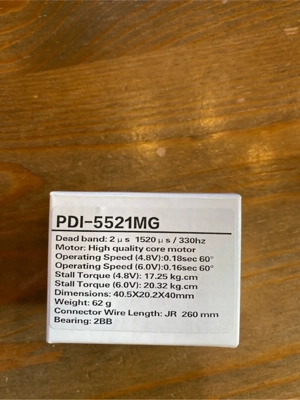 PDI-5521MG
Dead band: 2μs 1520μs/330hz
Motor: High quality core motor
Operating Speed (4.8V):0.18sec 60°
Operating Speed (6.0V):0.16sec 60°
Stall Torque (4.8V): 17.25 kg.cm
Stall Torque (6.0V): 20.32 kg.cm
Dimensions: 40.5X20.2X40mm
Weight: 62 g
Connector Wire Length: JR 260 mm
Bearing: 2BB